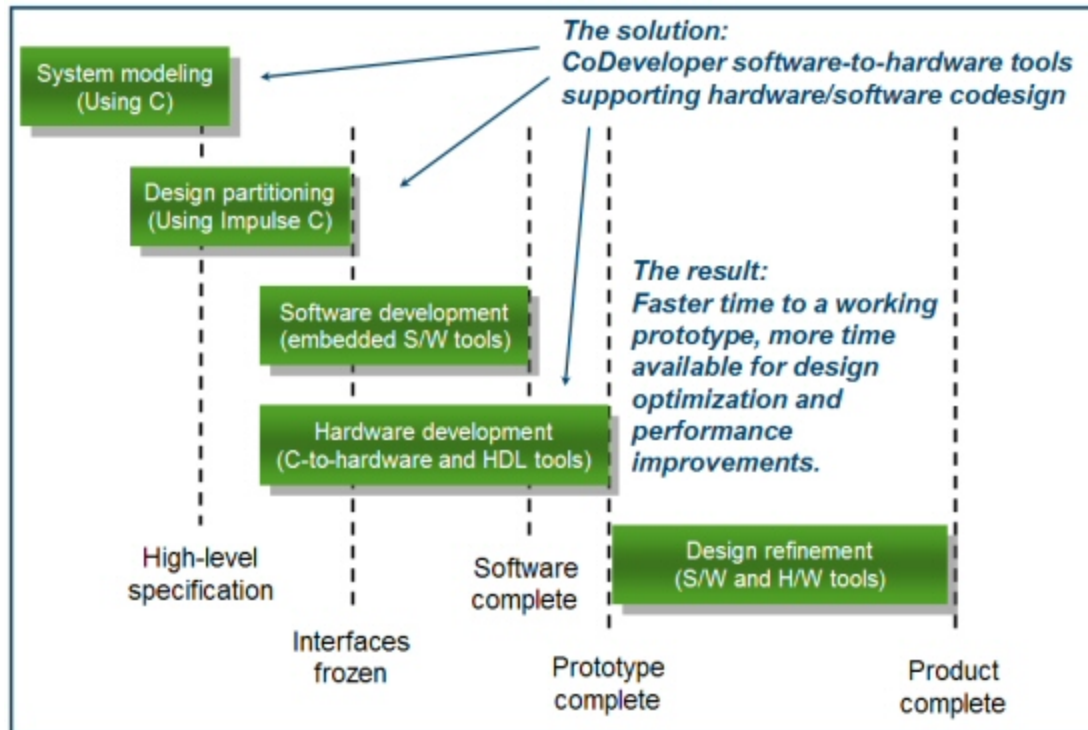 The solution:
CoDeveloper software-to-hardware tools
supporting hardware/software codesign
System modeling
(Using C)
Design partitioning
(Using Impulse C)
Software development
(embedded S/W tools)
The result:
Faster time to a working
prototype, more time
available for design
optimization and
performance
improvements.
Hardware development
(C-to-hardware and HDL tools)
Design refinement
(S/W and H/W tools)
High-level
specification
Interfaces
frozen
Software
complete
Prototype
complete
Product
complete